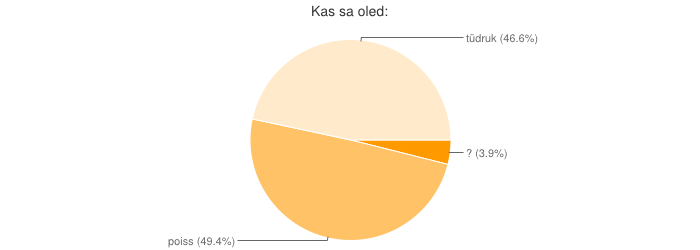 Kas sa oled:
tüdruk (46.6%)
? (3.9%)
poiss (49.4%)